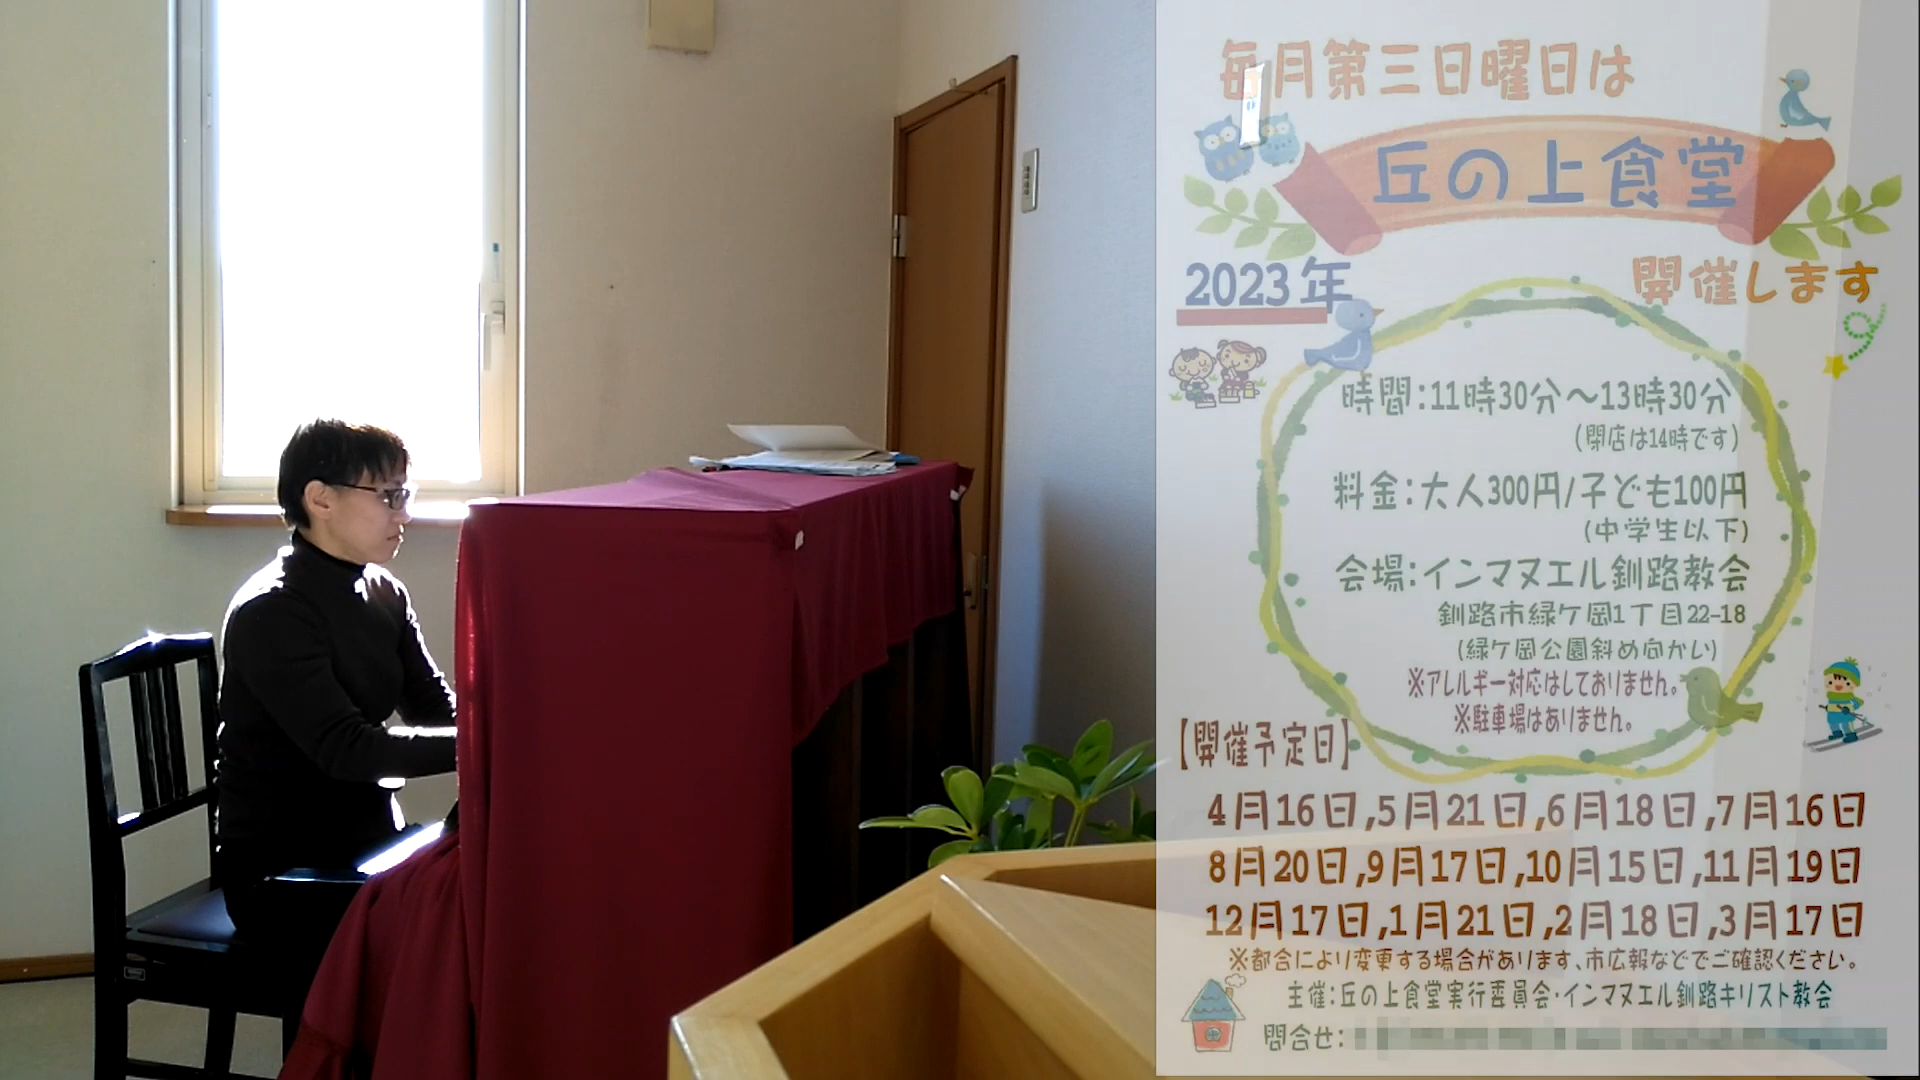 毎月第三日曜日は
丘の上食堂
2023年
開催します
時間:11時30分～13時30分
(閉店は14時です)
料金:大人300円/子ども100円
(中学生以下)
会場:インマヌエル釧路教会
釧路市緑ケ岡1丁目22-18
(緑ケ岡公園斜め向かい)
※アレルギー対応はしておりません。
※駐車場はありません。
【開催予定日】
4月16日,5月21日,6月18日,7月16日
8月20日,9月17日,10月15日,11月19日
12月17日,1月21日,2月18日,3月17日
※都合により変更する場合があります、市広報などでご確認ください。
主催:丘の上食堂実行委員会・インマヌエル釧路キリスト教会
問合せ: